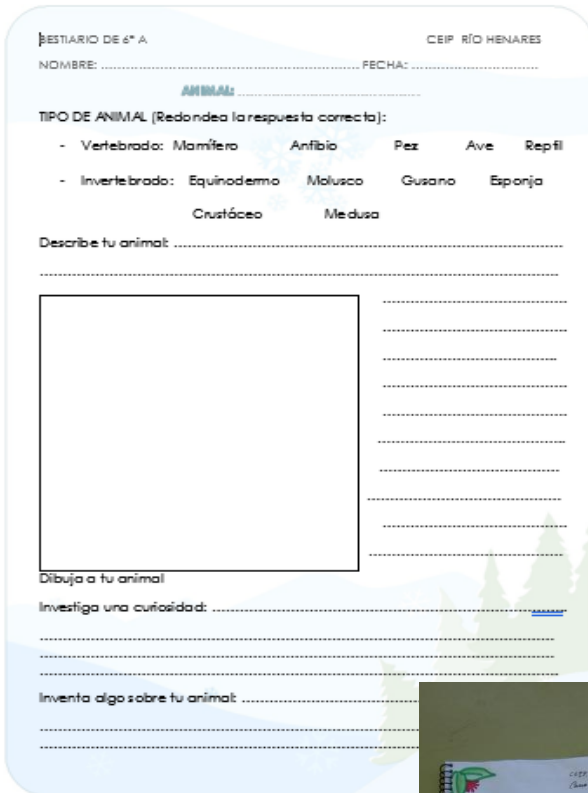 BESTIARIO DE 6º A CEIP RÍO HENARES
NOMBRE: ........................................................ FECHA: ............................
ANIMAL: ........................................
TIPO DE ANIMAL (Redondea la respuesta correcta):
- Vertebrado: Mamífero Anfibio Pez Ave Reptil
- Invertebrado: Equinodermo Molusco Gusano Esponja
Crustáceo Medusa
Describe tu animal: ........................................................
Dibuja a tu animal
Investiga una curiosidad: ........................................................
Inventa algo sobre tu animal: ........................................